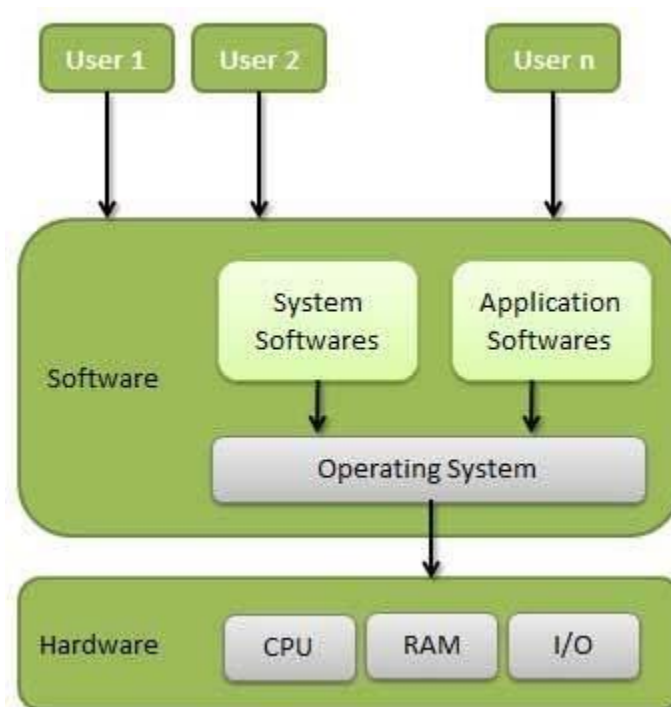 User 1
User 2
User n
System
Softwares
Application
Softwares
Software
Operating System
Hardware
CPU
RAM
I/O